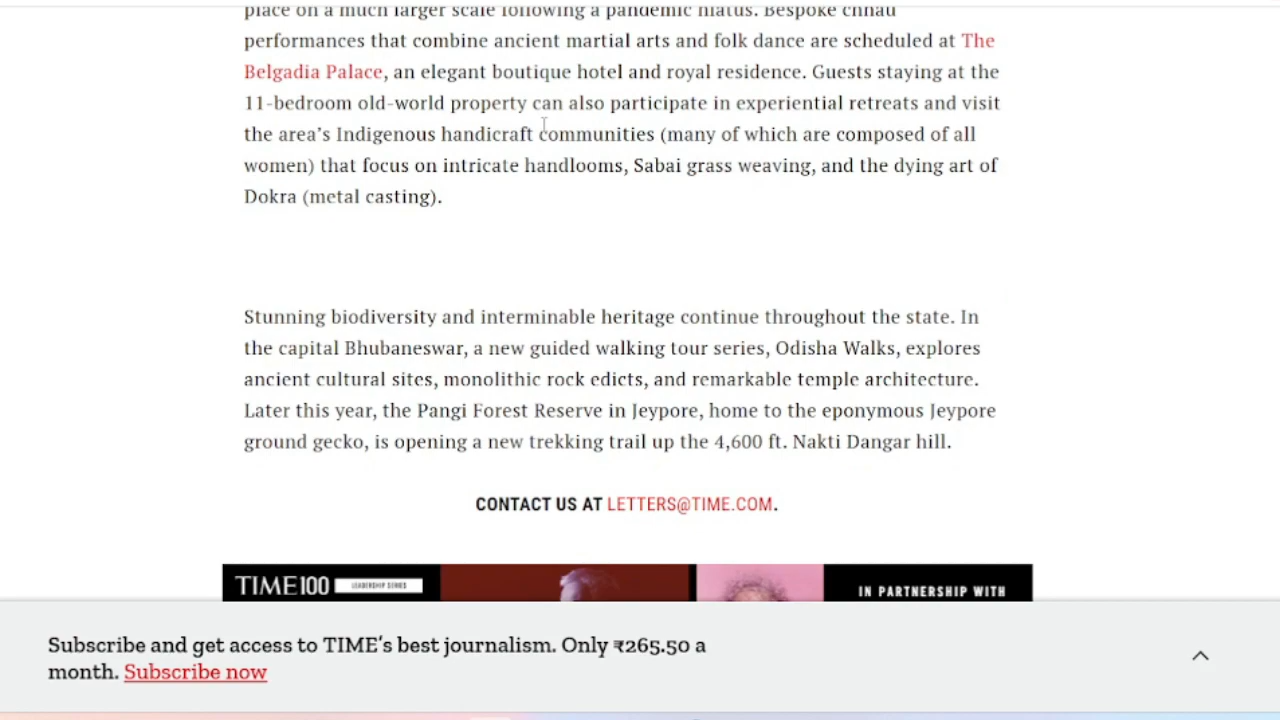 place on a much larger scale following a pandemic hiatus. Bespoke chhau
performances that combine ancient martial arts and folk dance are scheduled at The
Belgadia Palace, an elegant boutique hotel and royal residence. Guests staying at the
11-bedroom old-world property can also participate in experiential retreats and visit
the area’s Indigenous handicraft communities (many of which are composed of all
women) that focus on intricate handlooms, Sabai grass weaving, and the dying art of
Dokra (metal casting).
Stunning biodiversity and interminable heritage continue throughout the state. In
the capital Bhubaneswar, a new guided walking tour series, Odisha Walks, explores
ancient cultural sites, monolithic rock edicts, and remarkable temple architecture.
Later this year, the Pangi Forest Reserve in Jeypore, home to the eponymous Jeypore
ground gecko, is opening a new trekking trail up the 4,600 ft. Nakti Dangar hill.
CONTACT US AT LETTERS@TIME.COM.
TIME100 LEADERSHIP SERIES
IN PARTNERSHIP WITH
Subscribe and get access to TIME's best journalism. Only ₹265.50 a
month. Subscribe now